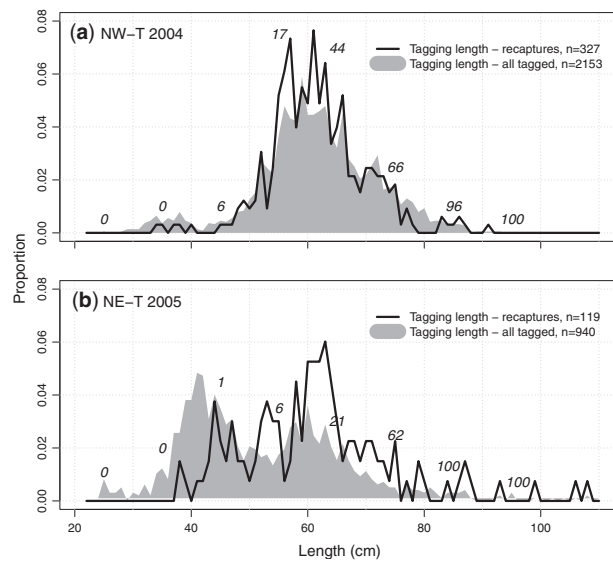 (a) NW−T 2004
Tagging length − recaptures, n=327
Tagging length − all tagged, n=2153
17
44
66
96
100
0
0
6
0.08
0.06
0.04
0.02
0.00
Proportion
(b) NE−T 2005
Tagging length − recaptures, n=119
Tagging length − all tagged, n=940
1
6
21
62
100
100
0
0
0.08
0.06
0.04
0.02
0.00
20 40 60 80 100
Length (cm)